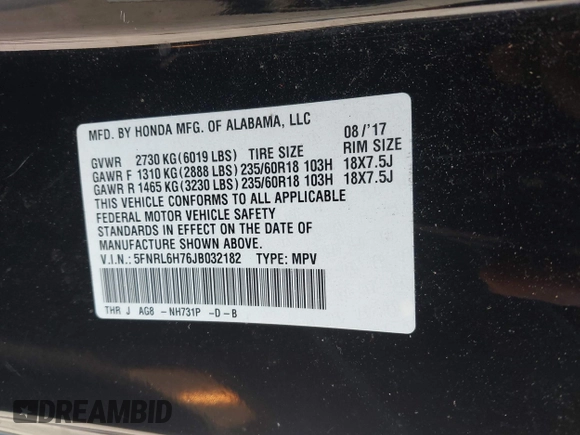 MFD. BY HONDA MFG. OF ALABAMA, LLC 08/'17
GVWR 2730 KG(6019 LBS) TIRE SIZE RIM SIZE
GAWR F 1310 KG(2888 LBS)235/60R18 103H 18X7.5J
GAWR R 1465 KG(3230 LBS)235/60R18 103H 18X7.5J
THIS VEHICLE CONFORMS TO ALL APPLICABLE
FEDERAL MOTOR VEHICLE SAFETY
STANDARDS IN EFFECT ON THE DATE OF
MANUFACTURE SHOWN ABOVE.
V.I.N.: 5FNRL6H76JB032182 TYPE: MPV
THR J AG8 -NH731P -D-B
DREAMBID